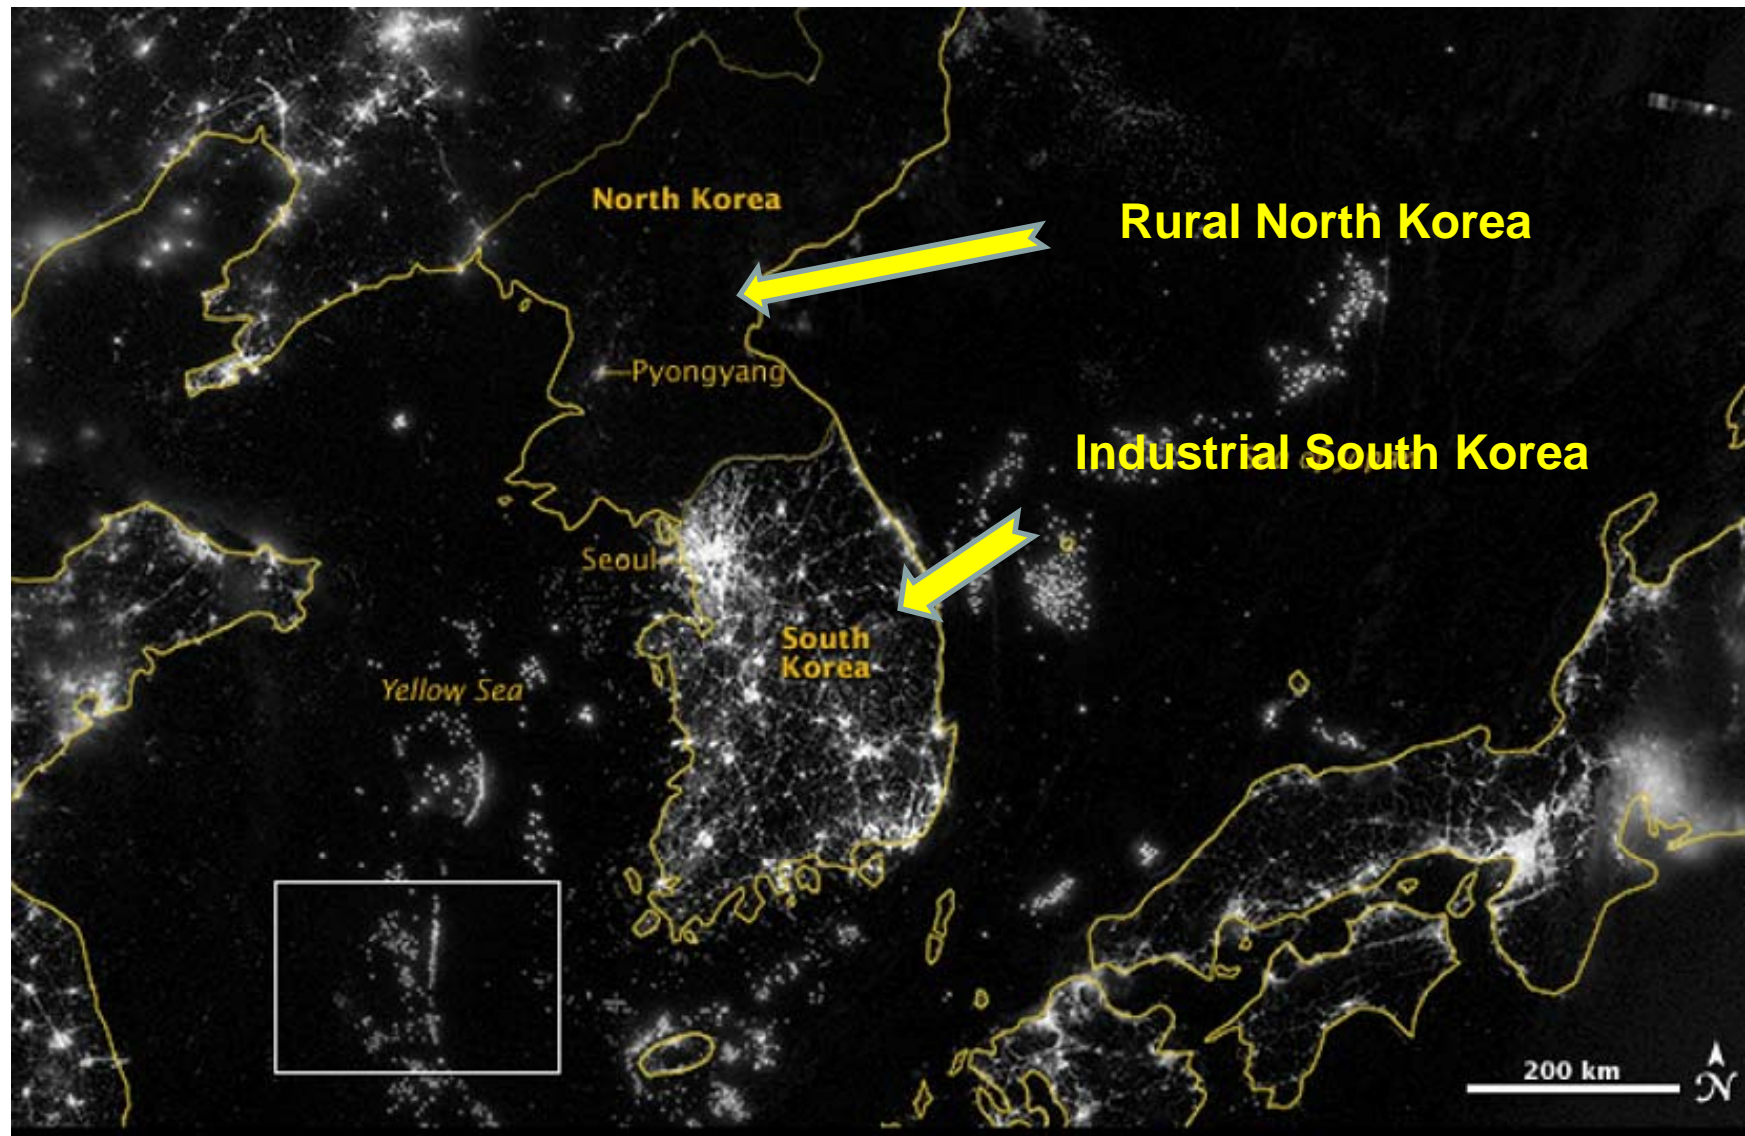 North Korea
Rural North Korea
Pyongyang
Industrial South Korea
Seoul
South
Korea
Yellow Sea
200 km
N